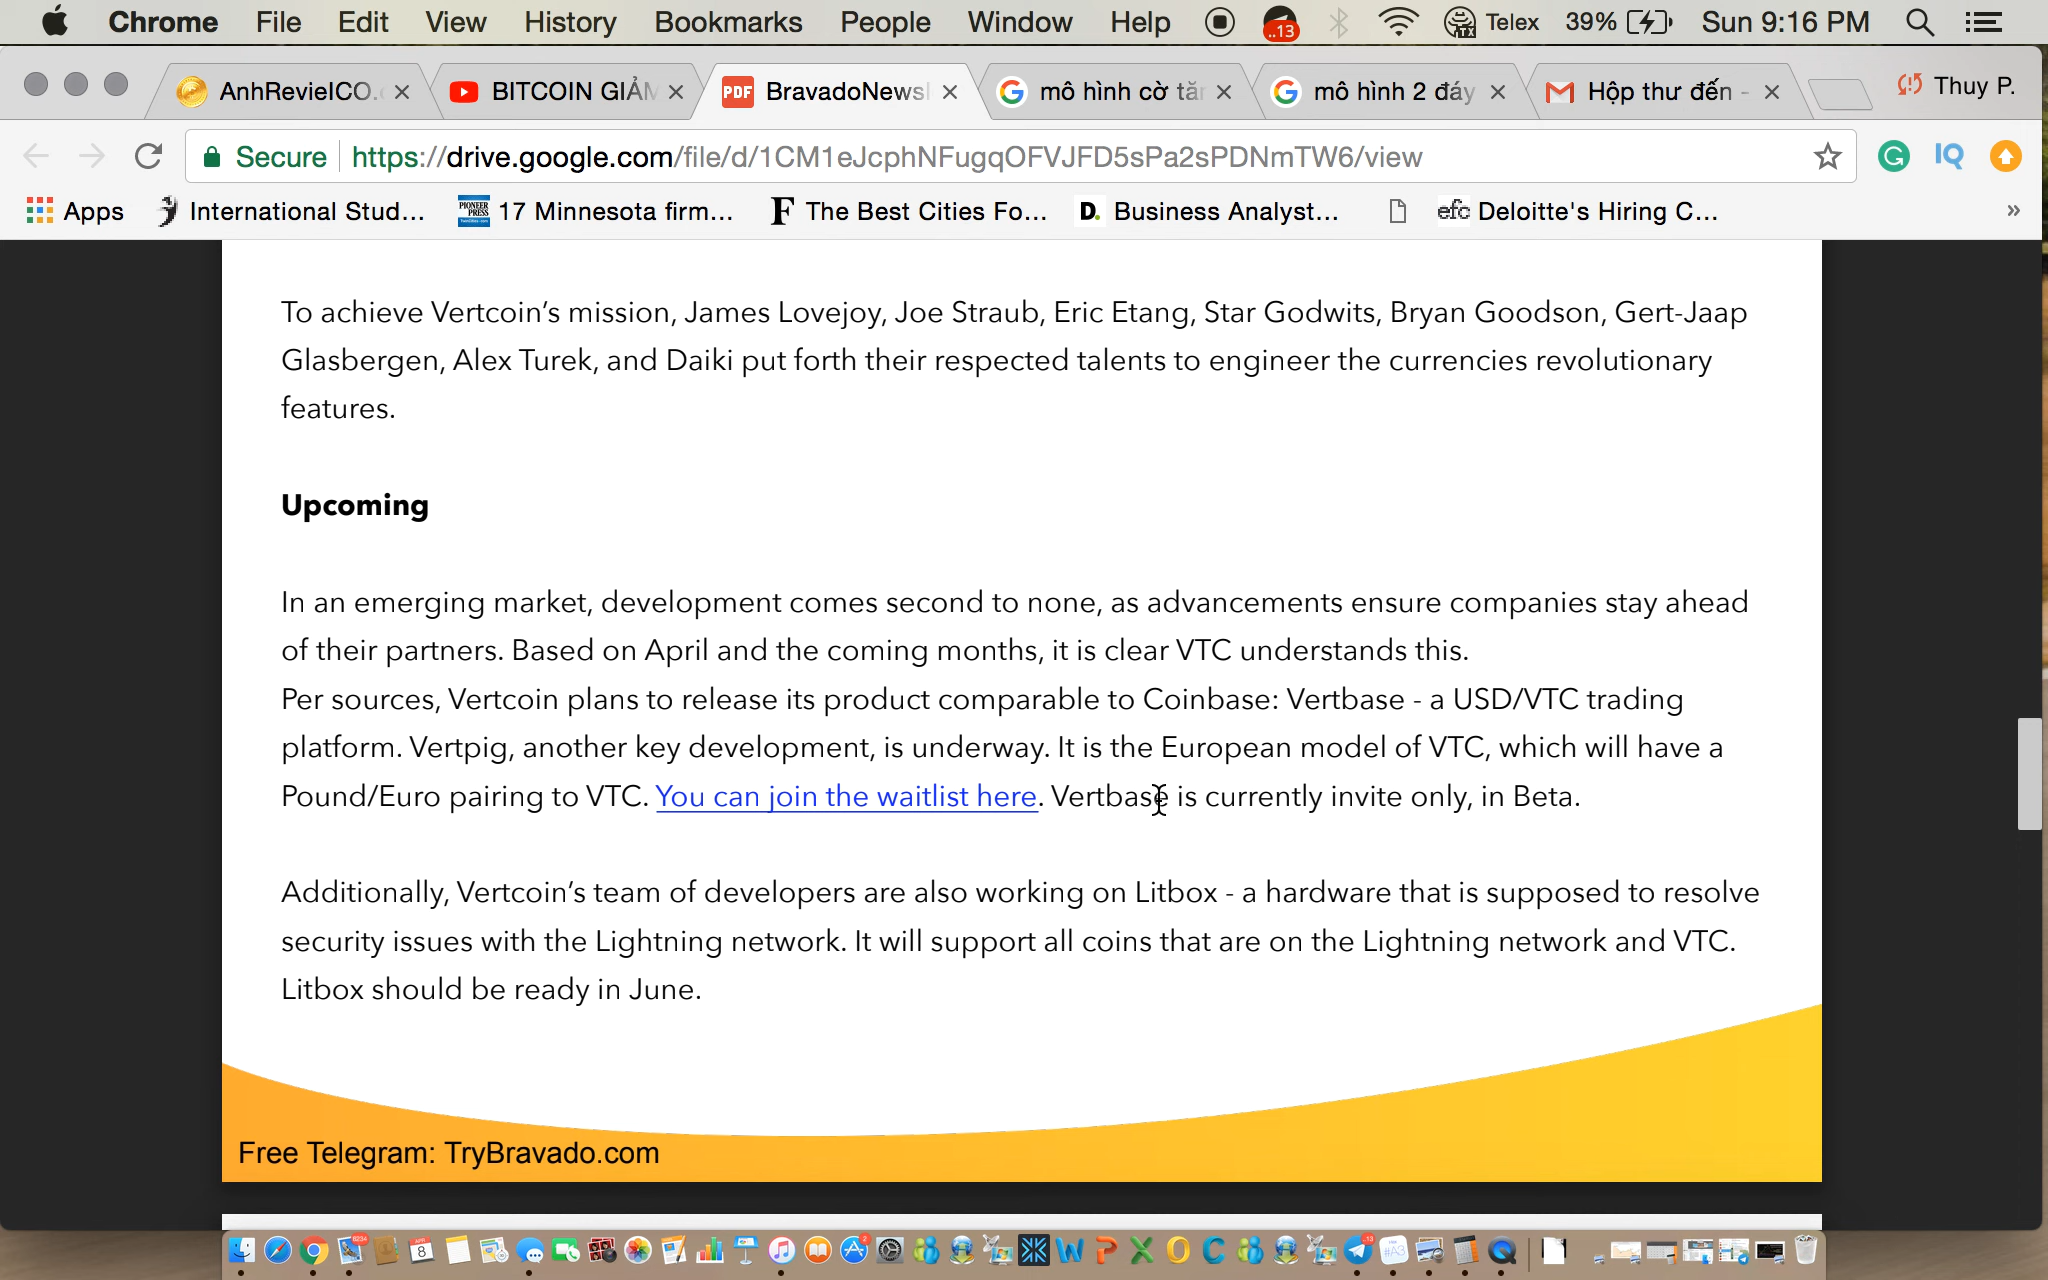 Chrome File Edit View History Bookmarks People Window Help ..13 Telex 39% Sun 9:16 PM
AnhRevieICO. BITCOIN GIẢM PDF BravadoNewsl mô hình cờ tăn mô hình 2 đáy Hộp thư đến - Thuy P.
Secure https://drive.google.com/file/d/1CM1eJcphNFugqOFVJFD5sPa2sPDNmTW6/view IQ
Apps International Stud... PIONEER PRESS 17 Minnesota firm... F The Best Cities Fo... D. Business Analyst... efc Deloitte's Hiring C... »
To achieve Vertcoin’s mission, James Lovejoy, Joe Straub, Eric Etang, Star Godwits, Bryan Goodson, Gert-Jaap
Glasbergen, Alex Turek, and Daiki put forth their respected talents to engineer the currencies revolutionary
features.
Upcoming
In an emerging market, development comes second to none, as advancements ensure companies stay ahead
of their partners. Based on April and the coming months, it is clear VTC understands this.
Per sources, Vertcoin plans to release its product comparable to Coinbase: Vertbase - a USD/VTC trading
platform. Vertpig, another key development, is underway. It is the European model of VTC, which will have a
Pound/Euro pairing to VTC. You can join the waitlist here. Vertbase is currently invite only, in Beta.
Additionally, Vertcoin’s team of developers are also working on Litbox - a hardware that is supposed to resolve
security issues with the Lightning network. It will support all coins that are on the Lightning network and VTC.
Litbox should be ready in June.
Free Telegram: TryBravado.com